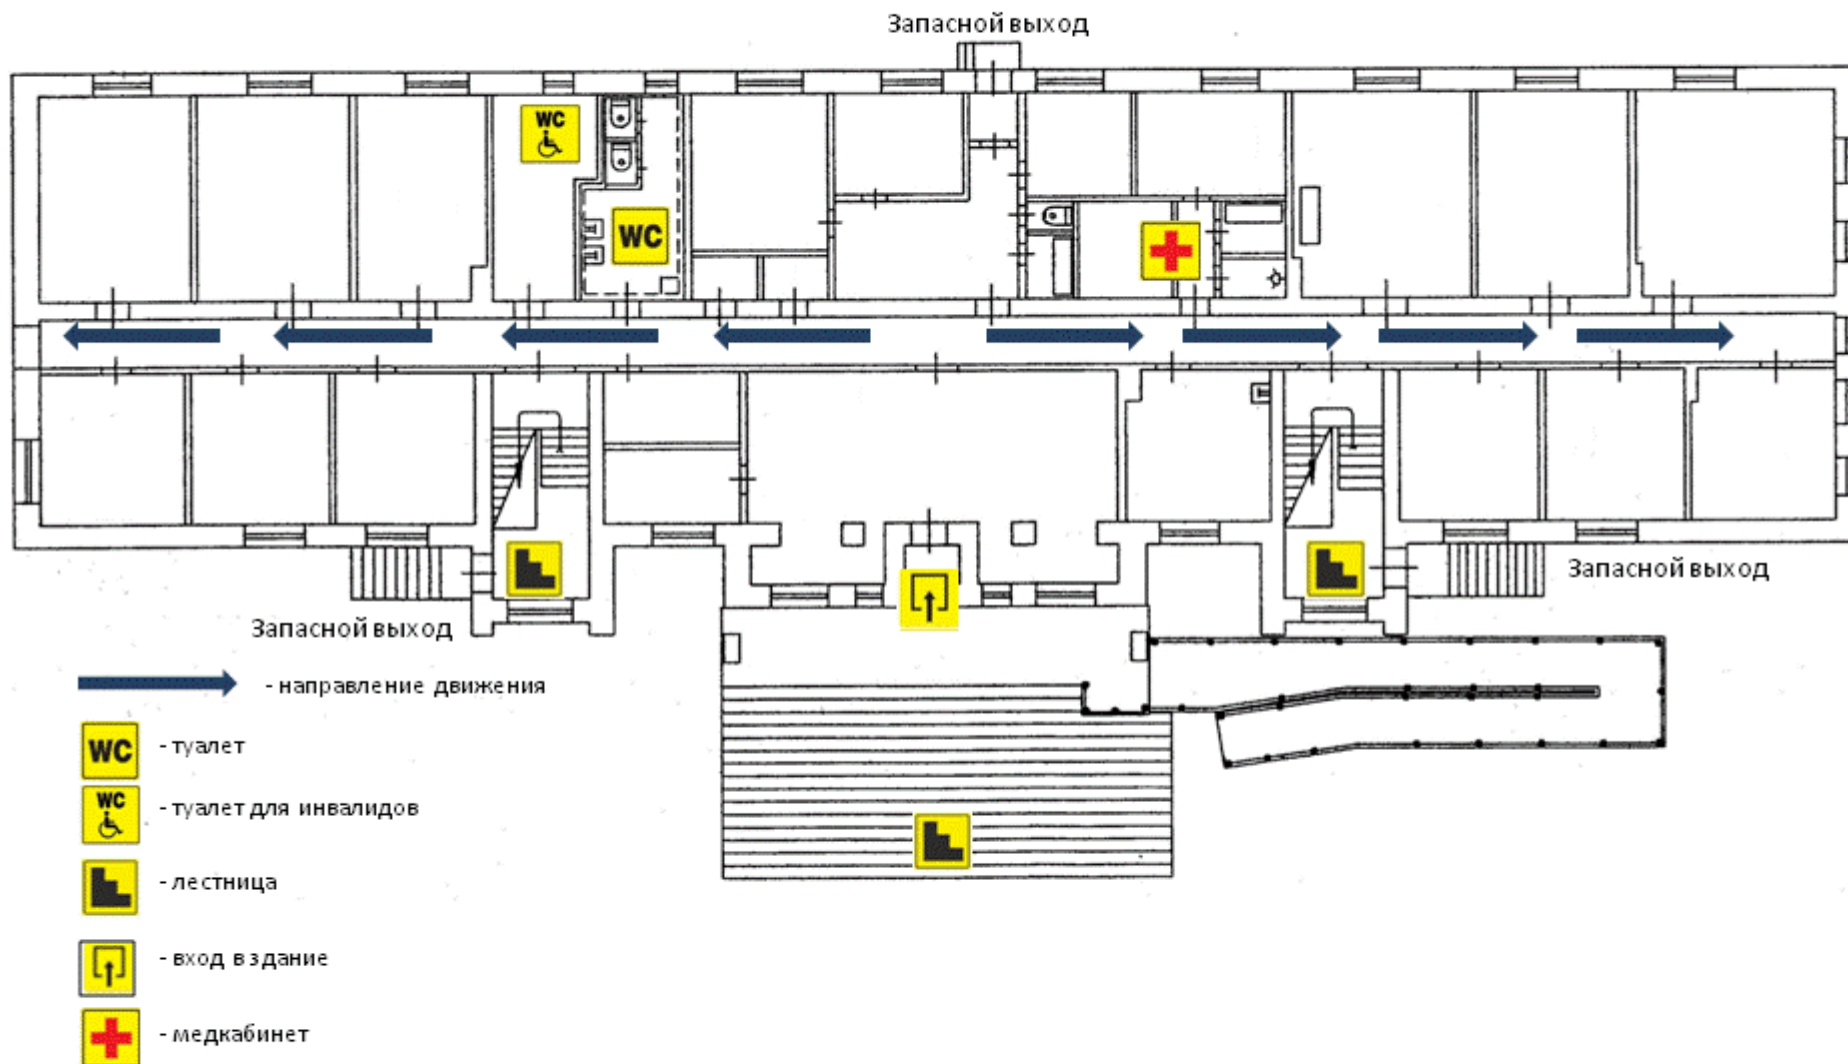 Запасной выход
WC
WC
Запасной выход
Запасной выход
- направление движения
WC
- туалет
WC
- туалет для инвалидов
- лестница
- вход в здание
- медкабинет